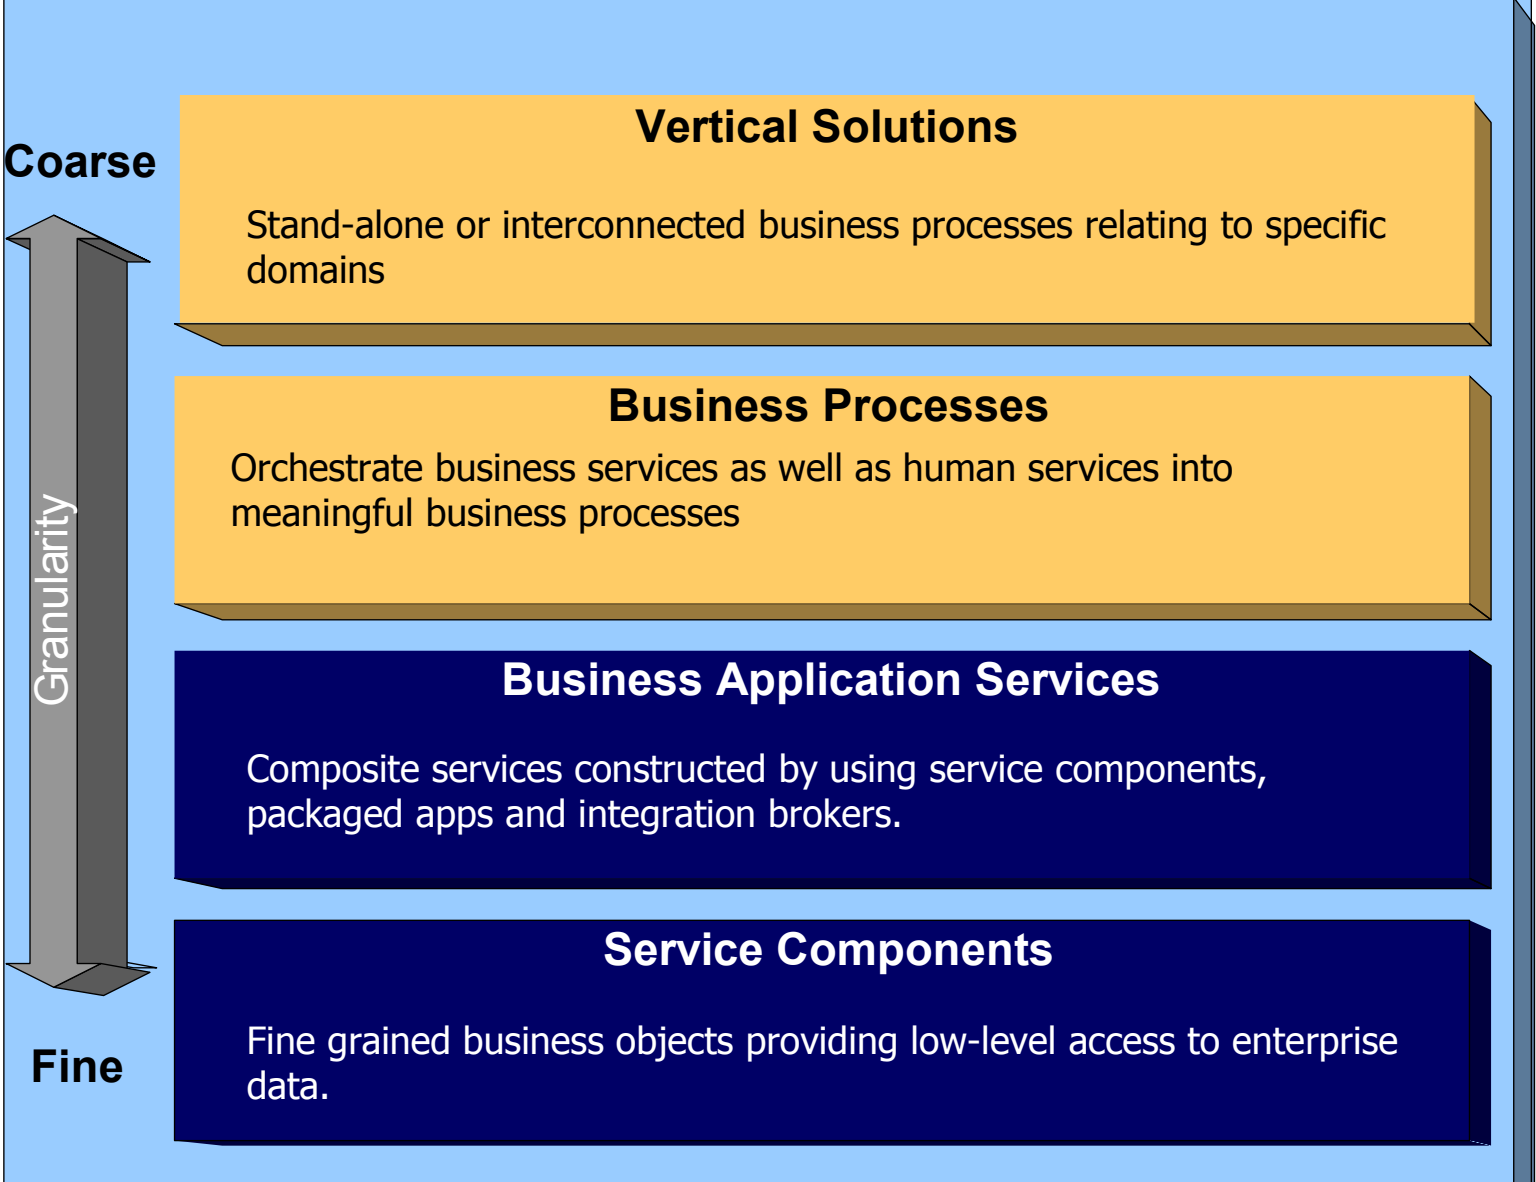 Vertical Solutions
Coarse
Stand-alone or interconnected business processes relating to specific
domains
Business Processes
Orchestrate business services as well as human services into
meaningful business processes
Granularity
Business Application Services
Composite services constructed by using service components,
packaged apps and integration brokers.
Service Components
Fine grained business objects providing low-level access to enterprise
data.
Fine